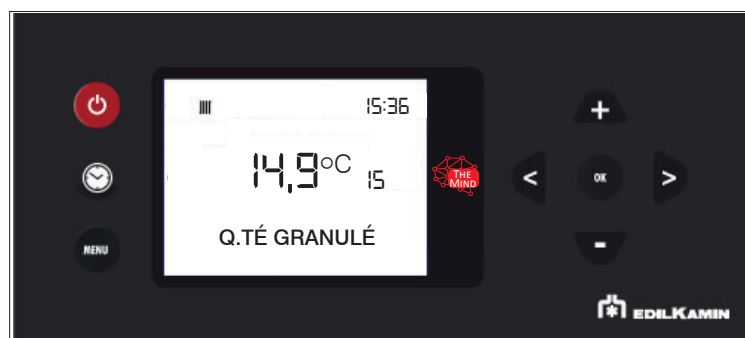 15:36
14,9°C 15
THE
MIND
OK
MENU
Q.TÉ GRANULÉ
EDILKAMIN